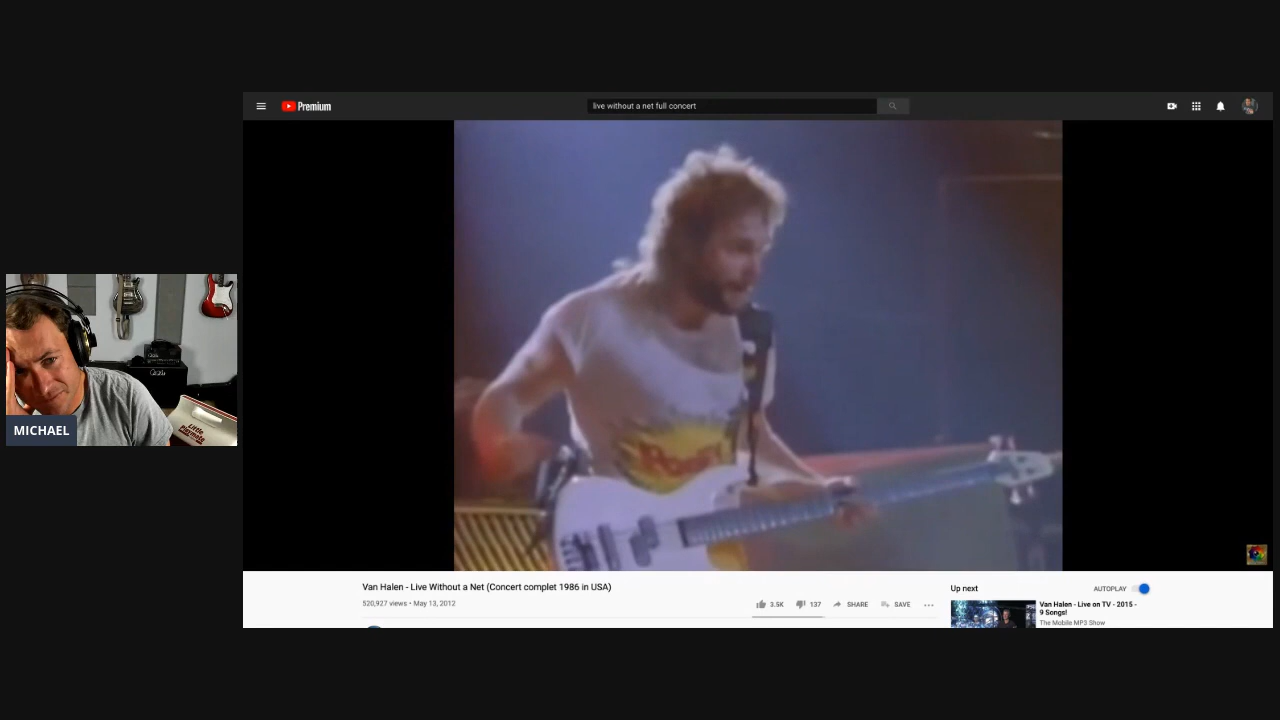 Premium
live without a net full concert
MICHAEL
Little
Playmate
Van Halen - Live Without a Net (Concert complet 1986 in USA)
520,927 views • May 13, 2012
3.5K
137
SHARE
SAVE
Up next
AUTOPLAY
Van Halen - Live on TV - 2015 -
9 Songs!
The Mobile MP3 Show